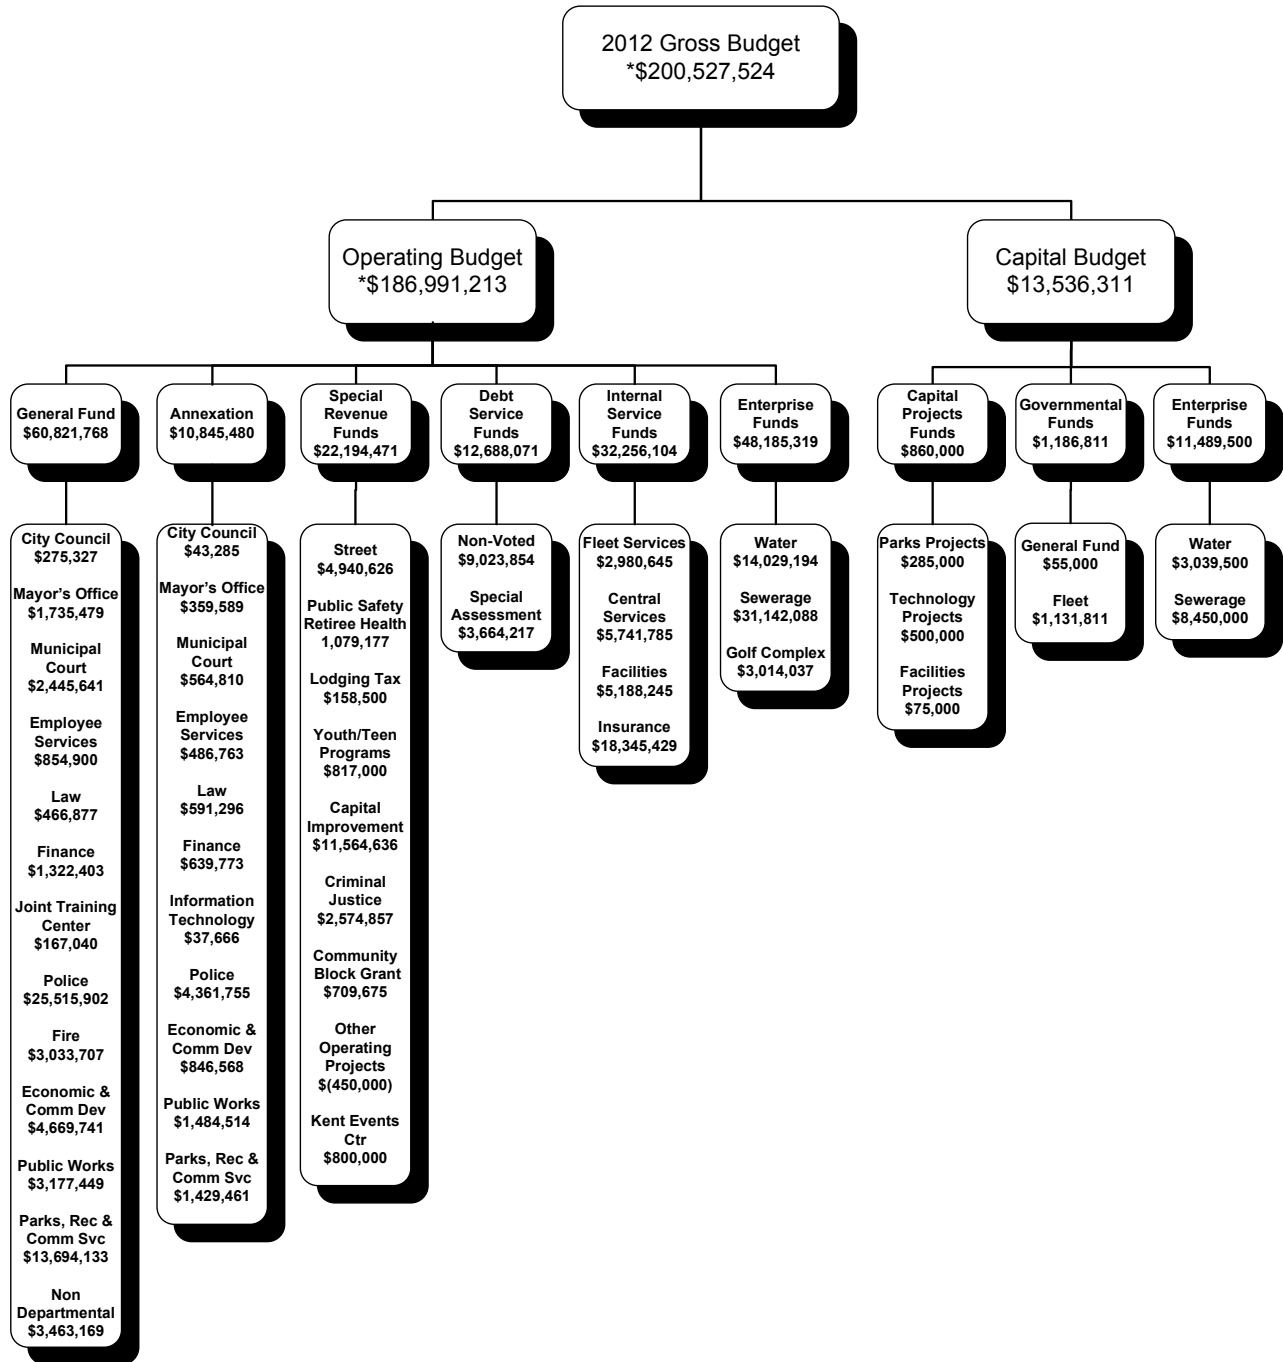 2012 Gross Budget
*$200,527,524
Operating Budget
*$186,991,213
Capital Budget
$13,536,311
General Fund
$60,821,768
Annexation
$10,845,480
Special
Revenue
Funds
$22,194,471
Debt
Service
Funds
$12,688,071
Internal
Service
Funds
$32,256,104
Enterprise
Funds
$48,185,319
Capital
Projects
Funds
$860,000
Governmental
Funds
$1,186,811
Enterprise
Funds
$11,489,500
City Council
$275,327
Mayor's Office
$1,735,479
Municipal
Court
$2,445,641
Employee
Services
$854,900
Law
$466,877
Finance
$1,322,403
Joint Training
Center
$167,040
Police
$25,515,902
Fire
$3,033,707
Economic &
Comm Dev
$4,669,741
Public Works
$3,177,449
Parks, Rec &
Comm Svc
$13,694,133
Non
Departmental
$3,463,169
City Council
$43,285
Mayor's Office
$359,589
Municipal
Court
$564,810
Employee
Services
$486,763
Law
$591,296
Finance
$639,773
Information
Technology
$37,666
Police
$4,361,755
Economic &
Comm Dev
$846,568
Public Works
$1,484,514
Parks, Rec &
Comm Svc
$1,429,461
Street
$4,940,626
Public Safety
Retiree Health
1,079,177
Lodging Tax
$158,500
Youth/Teen
Programs
$817,000
Capital
Improvement
$11,564,636
Criminal
Justice
$2,574,857
Community
Block Grant
$709,675
Other
Operating
Projects
$(450,000)
Kent Events
Ctr
$800,000
Non-Voted
$9,023,854
Special
Assessment
$3,664,217
Fleet Services
$2,980,645
Central
Services
$5,741,785
Facilities
$5,188,245
Insurance
$18,345,429
Water
$14,029,194
Sewerage
$31,142,088
Golf Complex
$3,014,037
Parks Projects
$285,000
Technology
Projects
$500,000
Facilities
Projects
$75,000
General Fund
$55,000
Fleet
$1,131,811
Water
$3,039,500
Sewerage
$8,450,000